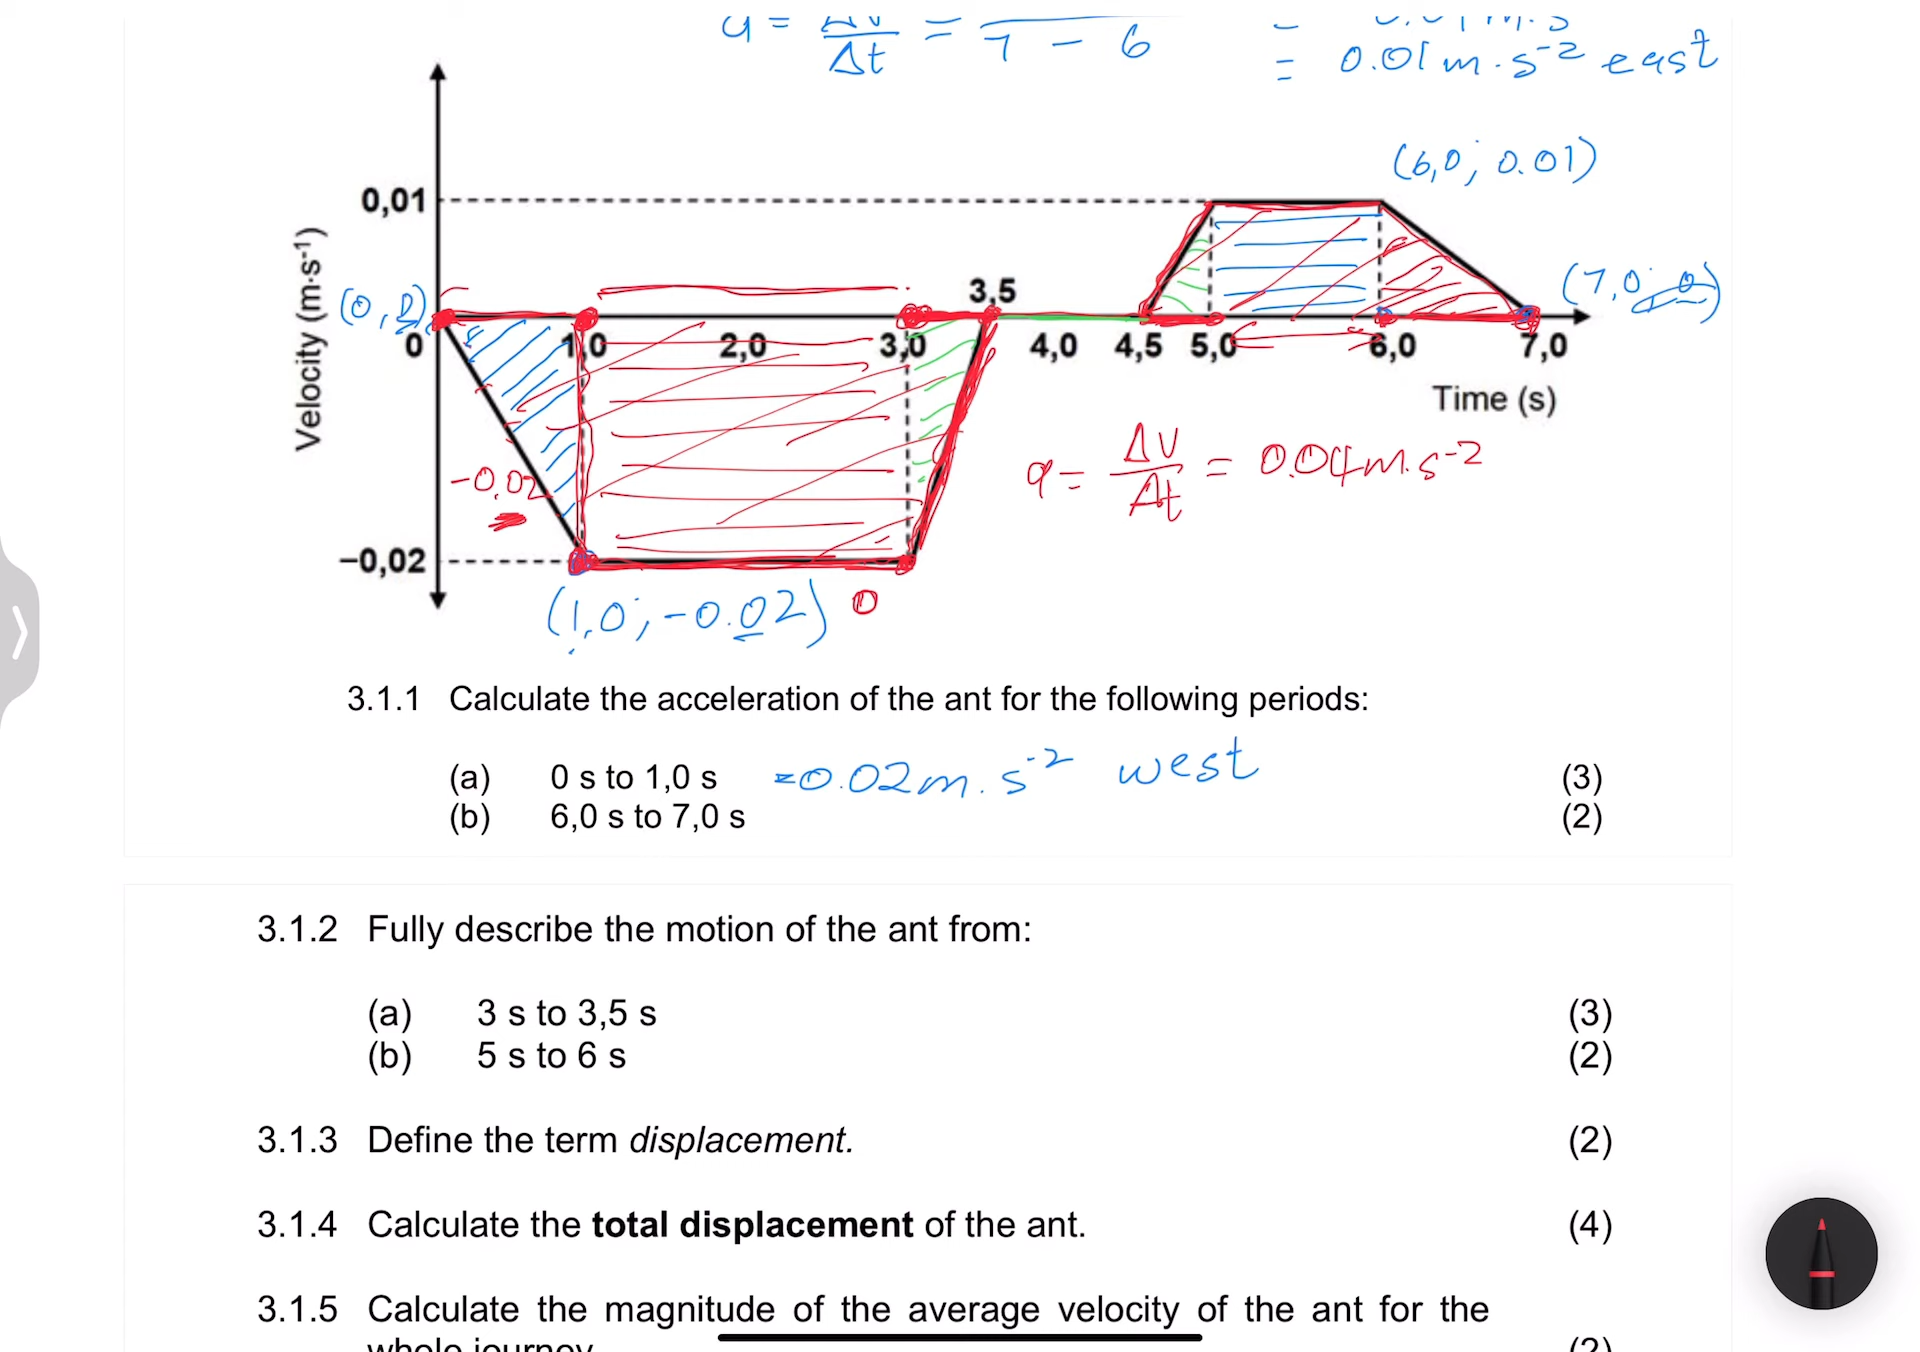 a = Δv/Δt = 7 - 6
= 0.01 m.s⁻² east
(6,0; 0.01)
0,01
Velocity (m·s⁻¹)
3,5
(7,0; 0)
(0,0)
0 1,0 2,0 3,0 4,0 4,5 5,0 6,0 7,0
Time (s)
a = Δv/Δt = 0.04 m.s⁻²
-0.02
−0,02
(1,0; -0.02) 0
3.1.1 Calculate the acceleration of the ant for the following periods:
(a) 0 s to 1,0 s =0.02 m.s⁻² west (3)
(b) 6,0 s to 7,0 s (2)
3.1.2 Fully describe the motion of the ant from:
(a) 3 s to 3,5 s (3)
(b) 5 s to 6 s (2)
3.1.3 Define the term displacement. (2)
3.1.4 Calculate the total displacement of the ant. (4)
3.1.5 Calculate the magnitude of the average velocity of the ant for the
whole journey. (2)